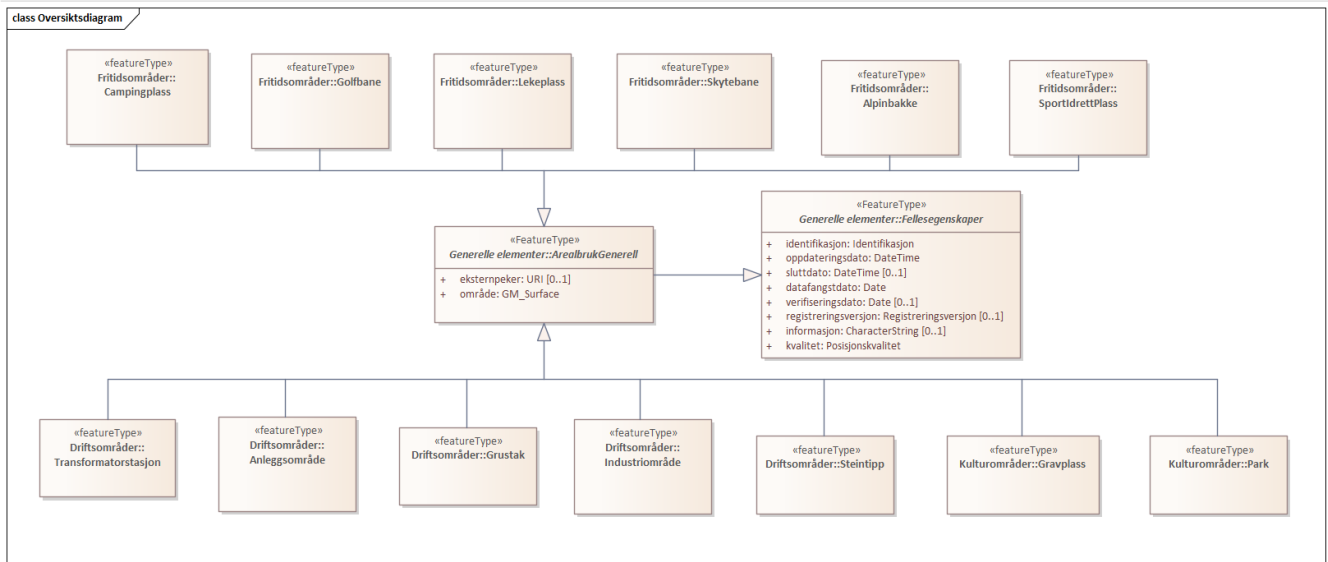 class Oversiktsdiagram
«featureType»
Fritidsområder::
Campingplass
«featureType»
Fritidsområder::Golfbane
«featureType»
Fritidsområder::Lekeplass
«featureType»
Fritidsområder::Skytebane
«featureType»
Fritidsområder::
Alpinbakke
«featureType»
Fritidsområder::
SportIdrettPlass
«FeatureType»
Generelle elementer::ArealbrukGenerell
+ eksternpeker: URI [0..1]
+ område: GM_Surface
«FeatureType»
Generelle elementer::Fellesegenskaper
+ identifikasjon: Identifikasjon
+ oppdateringsdato: DateTime
+ sluttdato: DateTime [0..1]
+ datafangstdato: Date
+ verifiseringsdato: Date [0..1]
+ registreringsversjon: Registreringsversjon [0..1]
+ informasjon: CharacterString [0..1]
+ kvalitet: Posisjonskvalitet
«featureType»
Driftsområder::
Transformatorstasjon
«featureType»
Driftsområder::
Anleggsområde
«featureType»
Driftsområder::Grustak
«featureType»
Driftsområder::
Industriområde
«featureType»
Driftsområder::Steintipp
«featureType»
Kulturområder::Gravplass
«featureType»
Kulturområder::Park